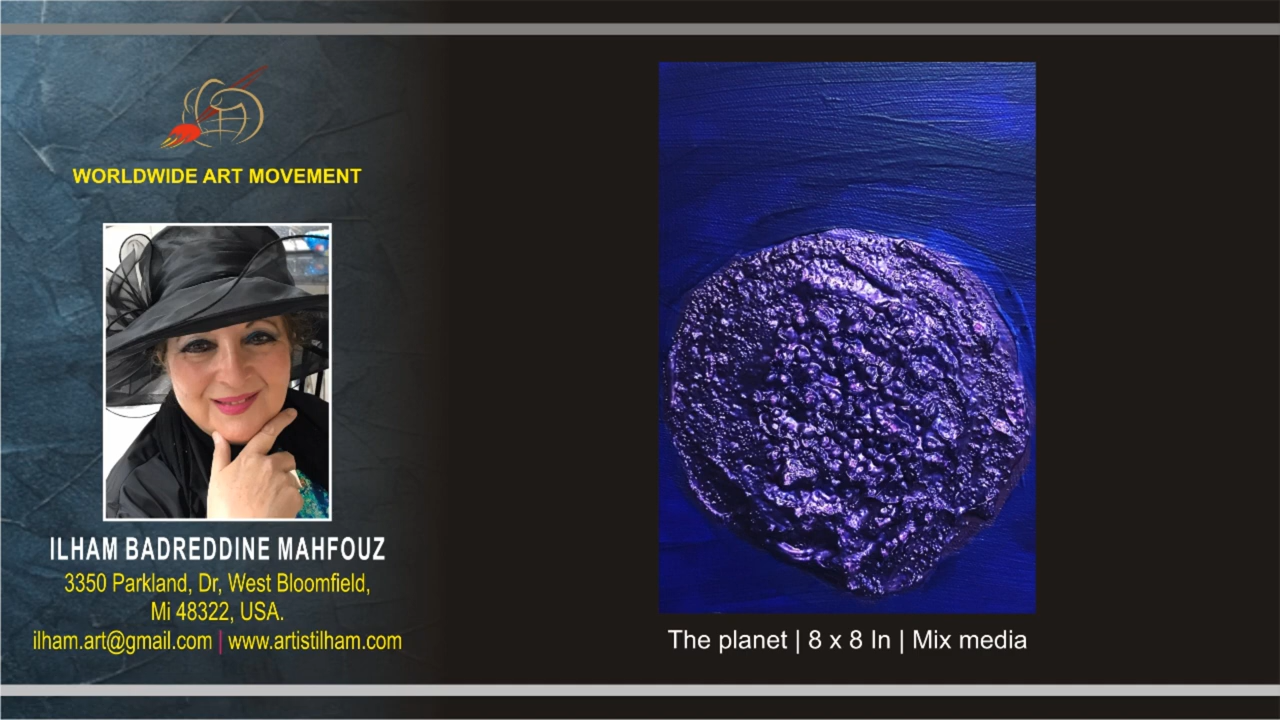 WORLDWIDE ART MOVEMENT
ILHAM BADREDDINE MAHFOUZ
3350 Parkland, Dr, West Bloomfield,
Mi 48322, USA.
ilham.art@gmail.com | www.artistilham.com
The planet | 8 x 8 In | Mix media